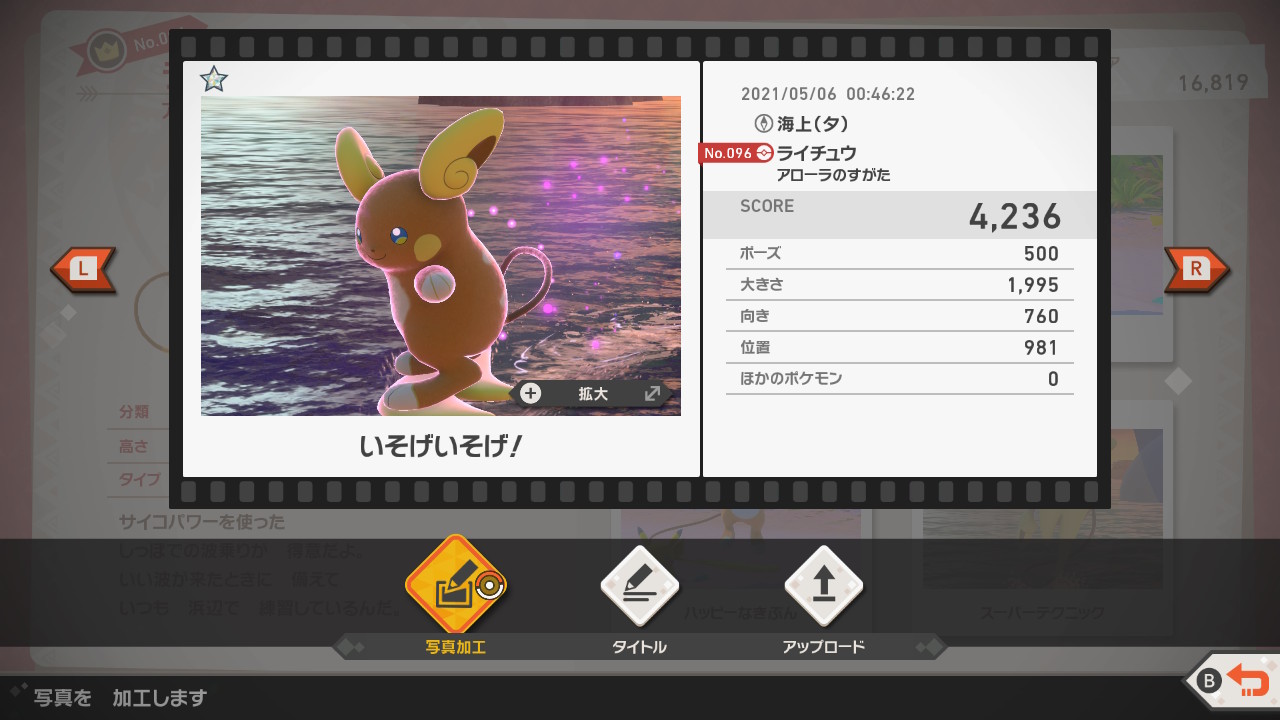 No.0
16,819
2021/05/06 00:46:22
海上(夕)
No.096 ライチュウ
アローラのすがた
SCORE 4,236
ポーズ 500
大きさ 1,995
向き 760
位置 981
ほかのポケモン 0
L
R
+ 拡大
いそげいそげ!
分類
高さ
タイプ
サイコパワーを使った
しっぽでの波乗りが 得意だよ。
いい波が来たときに 備えて
いつも 浜辺で 練習しているんだ。
ハッピーなきぶん
スーパーテクニック
写真加工
タイトル
アップロード
写真を 加工します
B